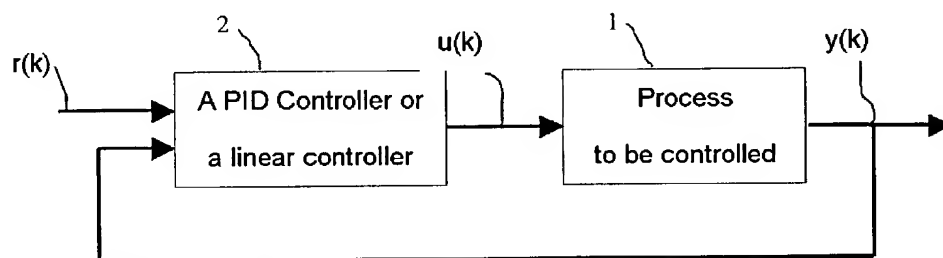 2
1
r(k)
u(k)
y(k)
A PID Controller or
a linear controller
Process
to be controlled